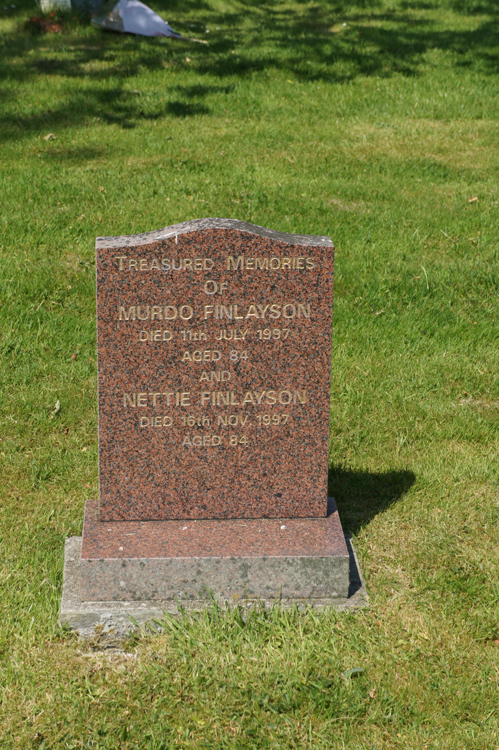 TREASURED MEMORIES
OF
MURDO FINLAYSON
DIED 11th JULY 1997
AGED 84
AND
NETTIE FINLAYSON
DIED 16th NOV. 1997
AGED 84